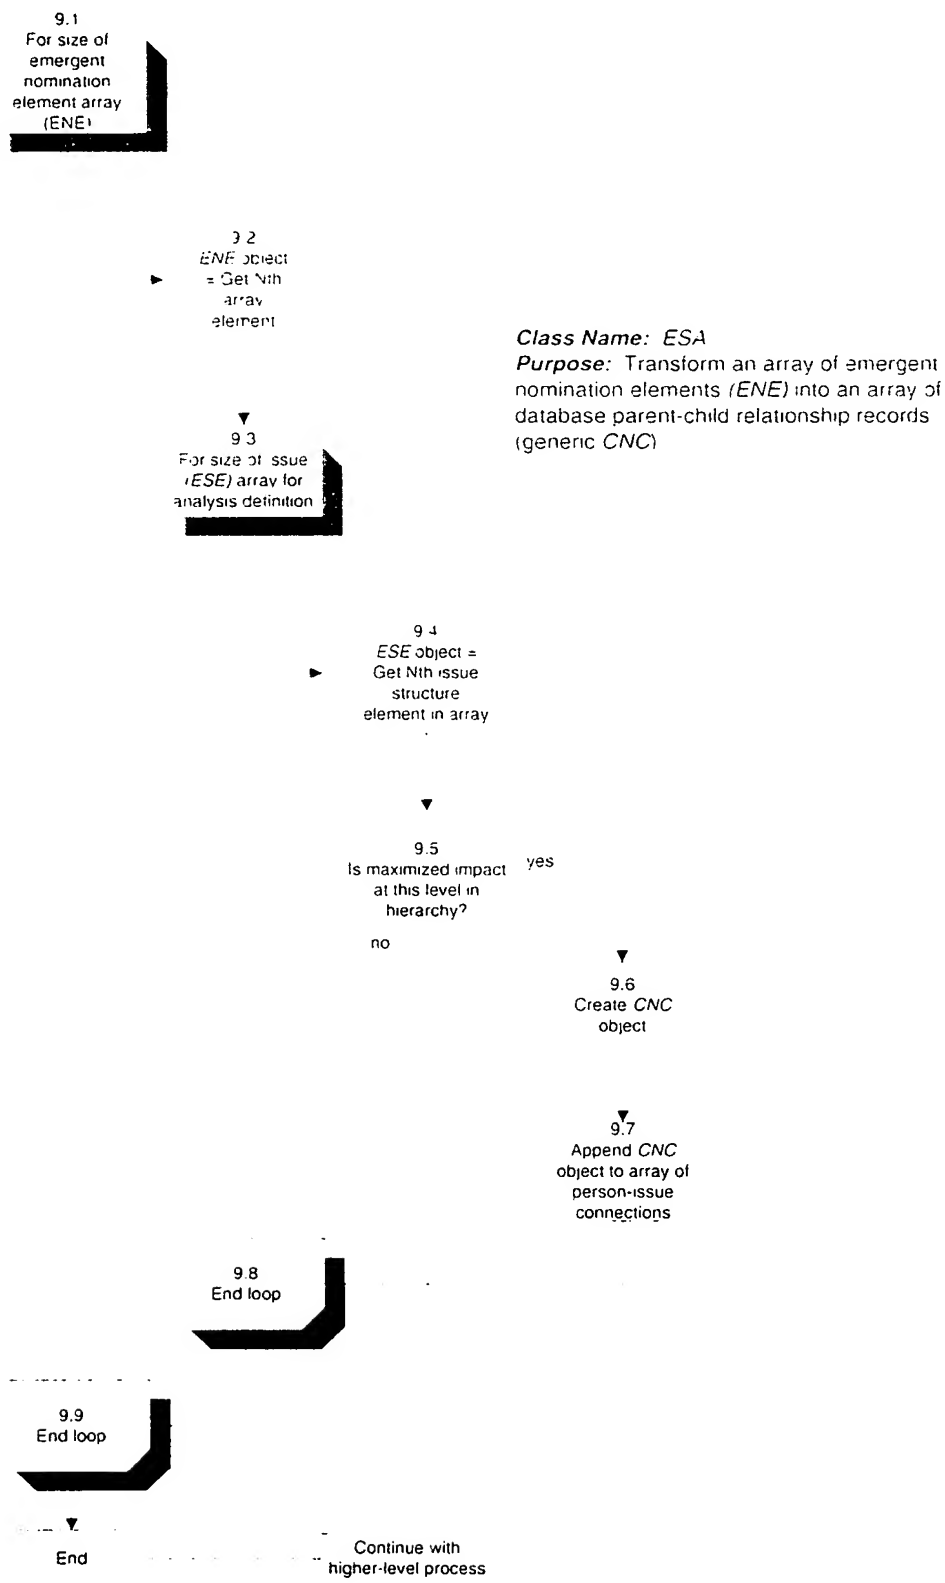 9.1
For size of
emergent
nomination
element array
(ENE)
9.2
ENE object
= Get Nth
array
element
Class Name: ESA
Purpose: Transform an array of emergent
nomination elements (ENE) into an array of
database parent-child relationship records
(generic CNC)
9.3
For size of issue
(ESE) array for
analysis definition
9.4
ESE object =
Get Nth issue
structure
element in array
9.5
Is maximized impact
at this level in
hierarchy?
yes
no
9.6
Create CNC
object
9.7
Append CNC
object to array of
person-issue
connections
9.8
End loop
9.9
End loop
End
Continue with
higher-level process